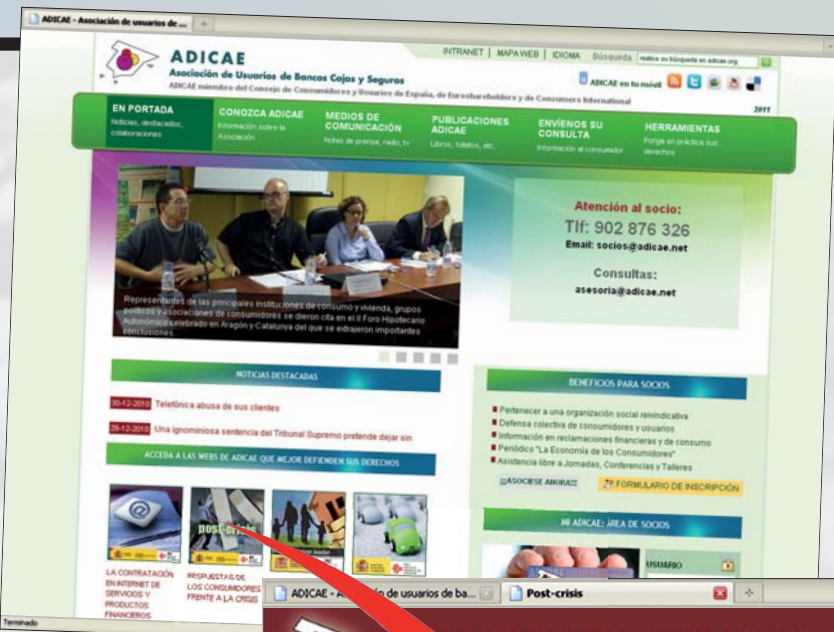 ADICAE - Asociación de usuarios de ...
INTRANET | MAPA WEB | IDIOMA Búsqueda realice su búsqueda en adicae.org
ADICAE
Asociación de Usuarios de Bancos Cajas y Seguros
ADICAE en tu móvil
ADICAE miembro del Consejo de Consumidores y Usuarios de España, de Euroshareholders y de Consumers International
2011
EN PORTADA
Noticias, destacados,
colaboraciones
CONOZCA ADICAE
Información sobre la
Asociación
MEDIOS DE
COMUNICACIÓN
Notas de prensa, radio, tv
PUBLICACIONES
ADICAE
Libros, folletos, etc.
ENVÍENOS SU
CONSULTA
Información al consumidor
HERRAMIENTAS
Ponga en práctica sus
derechos
Representantes de las principales instituciones de consumo y vivienda, grupos
políticos y asociaciones de consumidores se dieron cita en el II Foro Hipotecario
Autonómico celebrado en Aragón y Catalunya del que se extrajeron importantes
conclusiones.
Atención al socio:
Tlf: 902 876 326
Email: socios@adicae.net
Consultas:
asesoria@adicae.net
NOTICIAS DESTACADAS
30-12-2010 Telefónica abusa de sus clientes
29-12-2010 Una ignominiosa sentencia del Tribunal Supremo pretende dejar sin
ACCEDA A LAS WEBS DE ADICAE QUE MEJOR DEFIENDEN SUS DERECHOS
post-crisis
LA CONTRATACIÓN
EN INTERNET DE
SERVICIOS Y
PRODUCTOS
FINANCIEROS
RESPUESTAS DE
LOS CONSUMIDORES
FRENTE A LA CRISIS
BENEFICIOS PARA SOCIOS
Pertenecer a una organización social reivindicativa
Defensa colectiva de consumidores y usuarios
Información en reclamaciones financieras y de consumo
Periódico "La Economía de los Consumidores"
Asistencia libre a Jornadas, Conferencias y Talleres
¡¡ASOCIESE AHORA!!
FORMULARIO DE INSCRIPCIÓN
MI ADICAE: ÁREA DE SOCIOS
USUARIO
Terminado
ADICAE - A ción de usuarios de ba...
Post-crisis